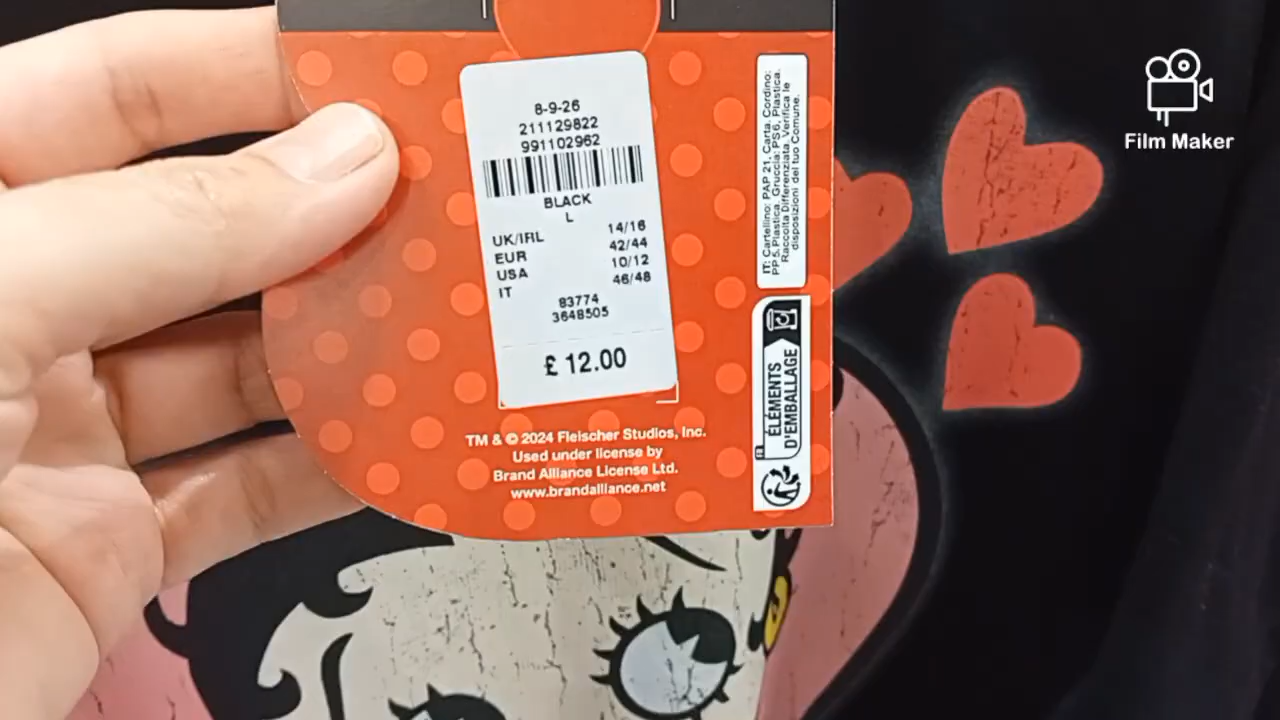 8-9-26
211129822
991102962
BLACK
L
UK/IRL 14/16
EUR 42/44
USA 10/12
IT 46/48
83774
3648505
£ 12.00
TM & © 2024 Fleischer Studios, Inc.
Used under license by
Brand Alliance License Ltd.
www.brandalliance.net
IT: Cartellino: PAP 21, Carta. Cordino:
PP5, Plastica. Gruccia: PS6, Plastica.
Raccolta Differenziata. Verifica le
disposizioni del tuo Comune.
FR
ÉLÉMENTS
D'EMBALLAGE
Film Maker